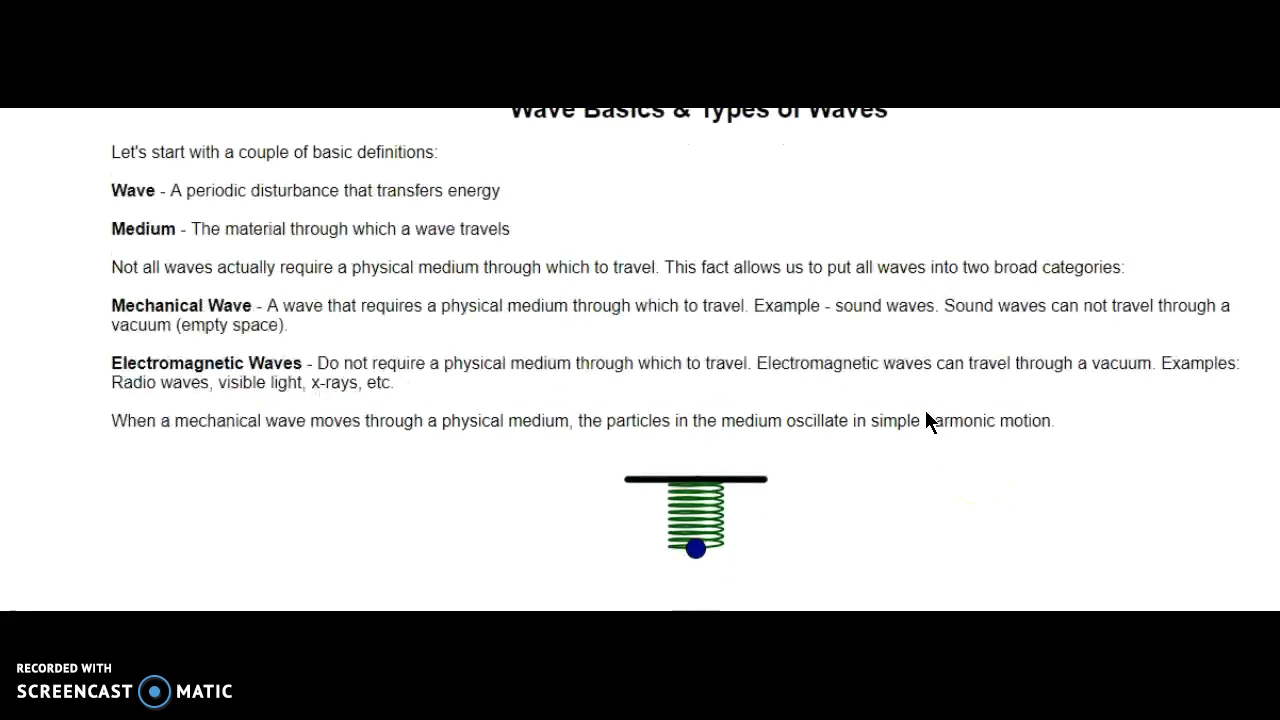 Wave Basics & Types of Waves
Let's start with a couple of basic definitions:
Wave - A periodic disturbance that transfers energy
Medium - The material through which a wave travels
Not all waves actually require a physical medium through which to travel. This fact allows us to put all waves into two broad categories:
Mechanical Wave - A wave that requires a physical medium through which to travel. Example - sound waves. Sound waves can not travel through a
vacuum (empty space).
Electromagnetic Waves - Do not require a physical medium through which to travel. Electromagnetic waves can travel through a vacuum. Examples:
Radio waves, visible light, x-rays, etc.
When a mechanical wave moves through a physical medium, the particles in the medium oscillate in simple harmonic motion.
RECORDED WITH
SCREENCAST MATIC